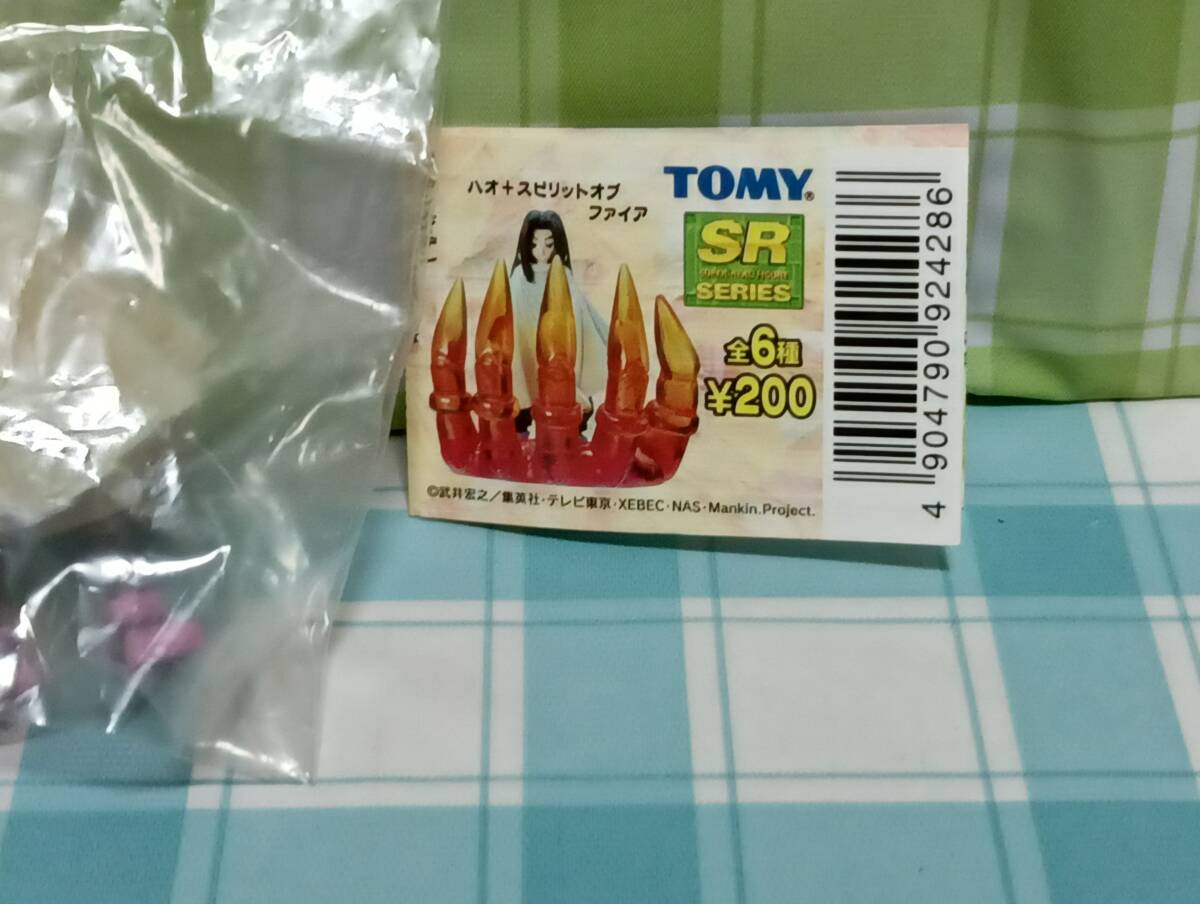 ハオ+スピリットオブ
ファイア
TOMY®
SR
SERIES
全6種
¥200
©武井宏之／集英社・テレビ東京・XEBEC・NAS・Mankin.Project.
4 904790 924286